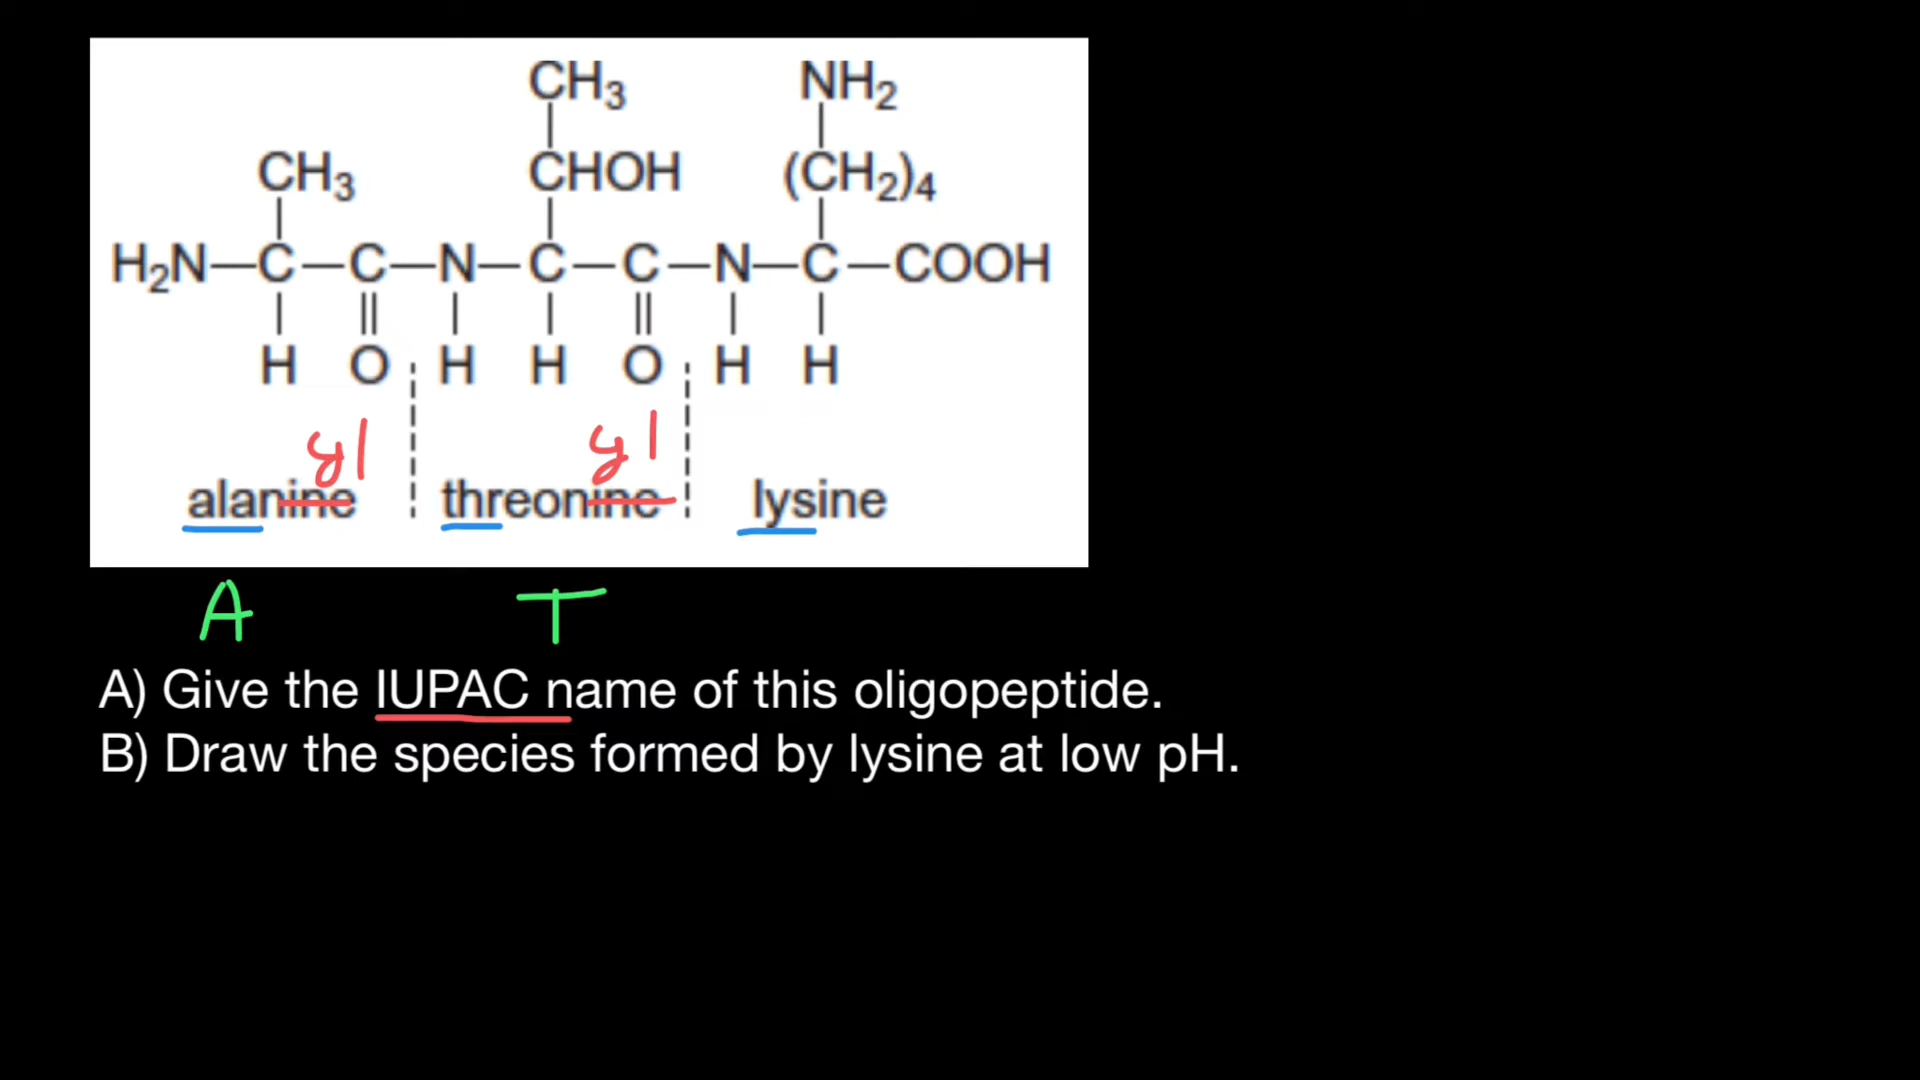 CH3 NH2
CH3 CHOH (CH2)4
H2N—C—C—N—C—C—N—C—COOH
H O H H O H H
yl yl
alanine threonine lysine
A T
A) Give the IUPAC name of this oligopeptide.
B) Draw the species formed by lysine at low pH.